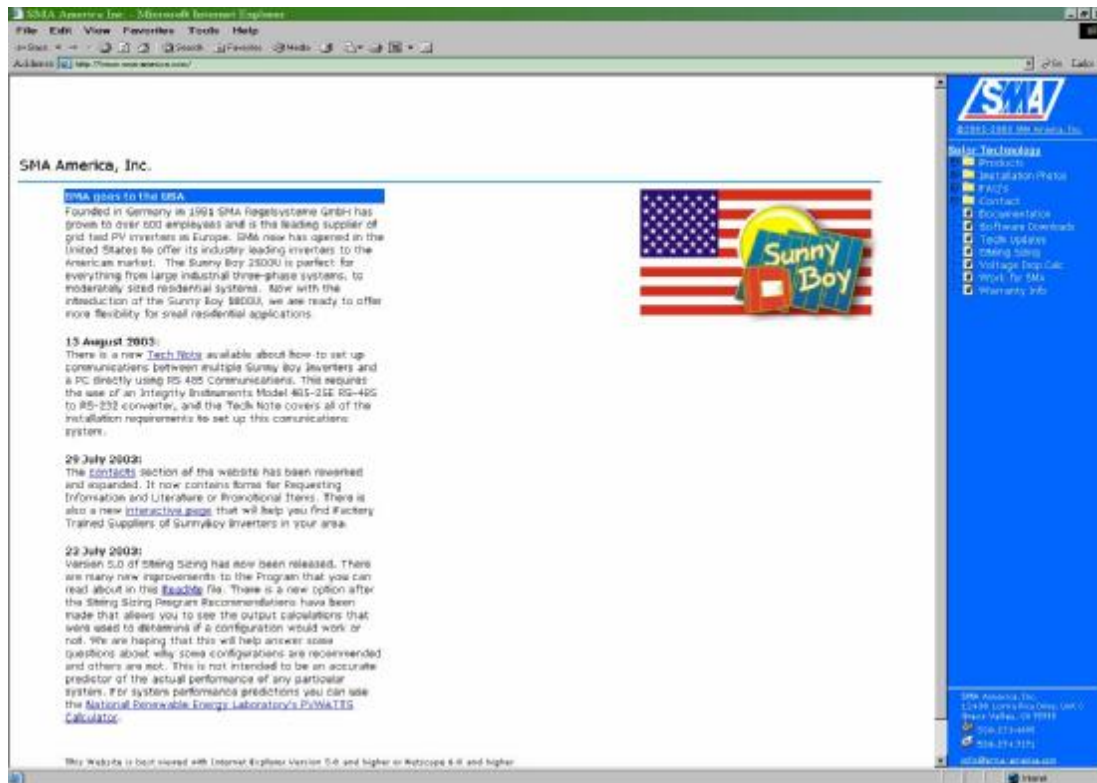 SMA America Inc - Microsoft Internet Explorer
File Edit View Favorites Tools Help
Search Favorites Media
Address
SMA
Solar Technology
Products
Installation Photos
FAQ's
Contact
Documentation
Software Downloads
Tech Updates
String Sizing
Voltage Drop Calc
Work for SMA
Warranty Info
SMA America, Inc.
SMA goes to the USA
Founded in Germany in 1981 SMA Regelsysteme GmbH has
grown to over 600 employees and is the leading supplier of
grid tied PV inverters in Europe. SMA now has opened in the
United States to offer its industry leading inverters to the
American market. The Sunny Boy 2500U is perfect for
everything from large industrial three-phase systems, to
moderately sized residential systems. Now with the
introduction of the Sunny Boy 1800U, we are ready to offer
more flexibility for small residential applications.
Sunny
Boy
13 August 2003:
There is a new Tech Note available about how to set up
communications between multiple Sunny Boy Inverters and
a PC directly using RS 485 Communications. This requires
the use of an Integrity Instruments Model 485-25E RS-485
to RS-232 converter, and the Tech Note covers all of the
installation requirements to set up this comunications
system.
29 July 2003:
The contacts section of the website has been reworked
and expanded. It now contains forms for Requesting
Information and Literature or Promotional Items. There is
also a new interactive page that will help you find Factory
Trained Suppliers of SunnyBoy Inverters in your area.
23 July 2003:
Version 5.0 of String Sizing has now been released. There
are many new improvements to the Program that you can
read about in this ReadMe file. There is a new option after
the String Sizing Program Recommendations have been
made that allows you to see the output calculations that
were used to determine if a configuration would work or
not. We are hoping that this will help answer some
questions about why some configurations are recommended
and others are not. This is not intended to be an accurate
predictor of the actual performance of any particular
system. For system performance predictions you can use
the National Renewable Energy Laboratory's PVWATTS
Calculator.
This Website is best viewed with Internet Explorer Version 5.0 and higher or Netscape 6.0 and higher
SMA America, Inc.
Grass Valley, CA
info@sma-america.com
Internet